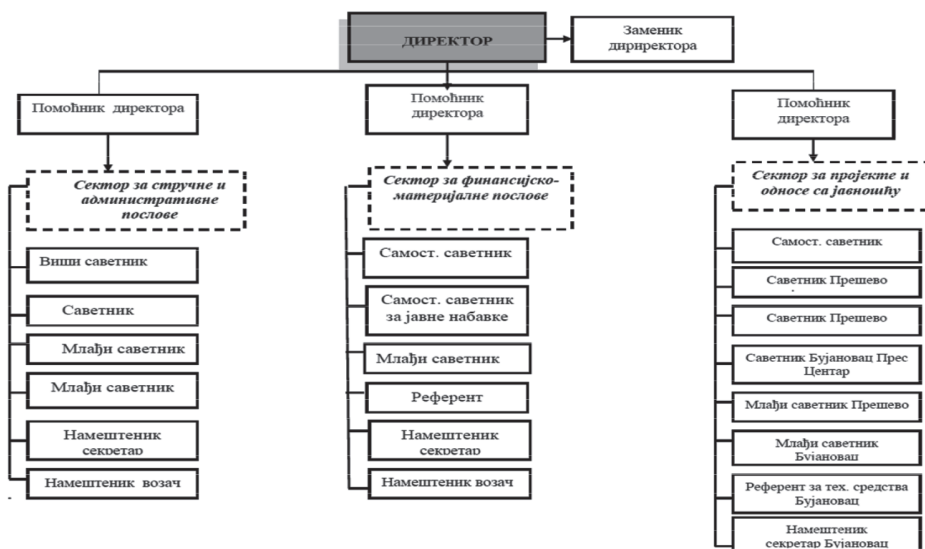 ДИРЕКТОР
Заменик
дириректора
Помоћник директора
Помоћник
директора
Помоћник
директора
Сектор за стручне и
административне
послове
Сектор за финансијско-
материјалне послове
Сектор за пројекте и
односе са јавношћу
Виши саветник
Саветник
Млађи саветник
Млађи саветник
Намештеник
секретар
Намештеник возач
Самост. саветник
Самост. саветник
за јавне набавке
Млађи саветник
Референт
Намештеник
секретар
Намештеник возач
Самост. саветник
Саветник Прешево
Саветник Прешево
Саветник Бујановац Прес
Центар
Млађи саветник Прешево
Млађи саветник
Бујановац
Референт за тех. средства
Бујановац
Намештеник
секретар Бујановац